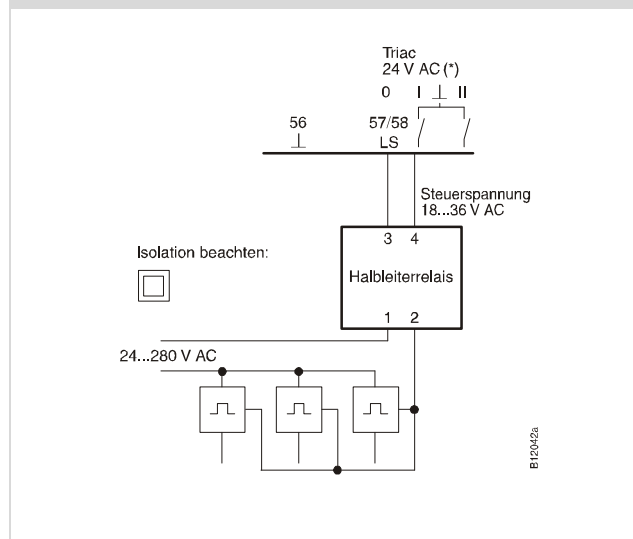 Triac
24 V AC (*)
0 I ⊥ II
56 57/58
⊥ LS
Steuerspannung
18...36 V AC
3 4
Isolation beachten:
Halbleiterrelais
1 2
24...280 V AC
B12042a